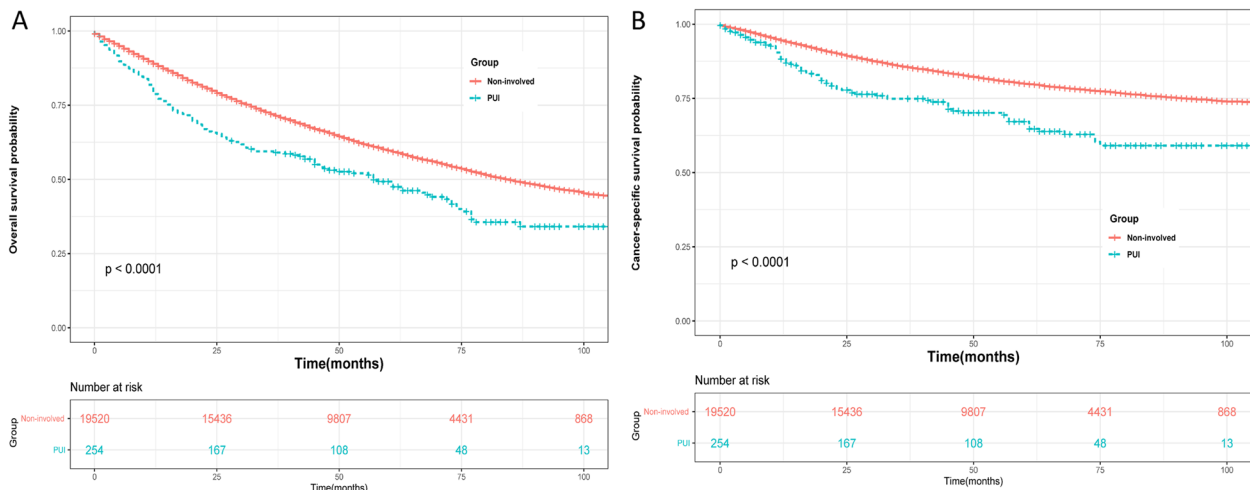 A
Overall survival probability
1.00
0.75
0.50
0.25
0.00
Group
Non-involved
PUI
p < 0.0001
0 25 50 75 100
Time(months)
Number at risk
Group
Non-involved 19520 15436 9807 4431 868
PUI 254 167 108 48 13
0 25 50 75 100
Time(months)
B
Cancer-specific survival probability
1.00
0.75
0.50
0.25
0.00
Group
Non-involved
PUI
p < 0.0001
0 25 50 75 100
Time(months)
Number at risk
Group
Non-involved 19520 15436 9807 4431 868
PUI 254 167 108 48 13
0 25 50 75 100
Time(months)